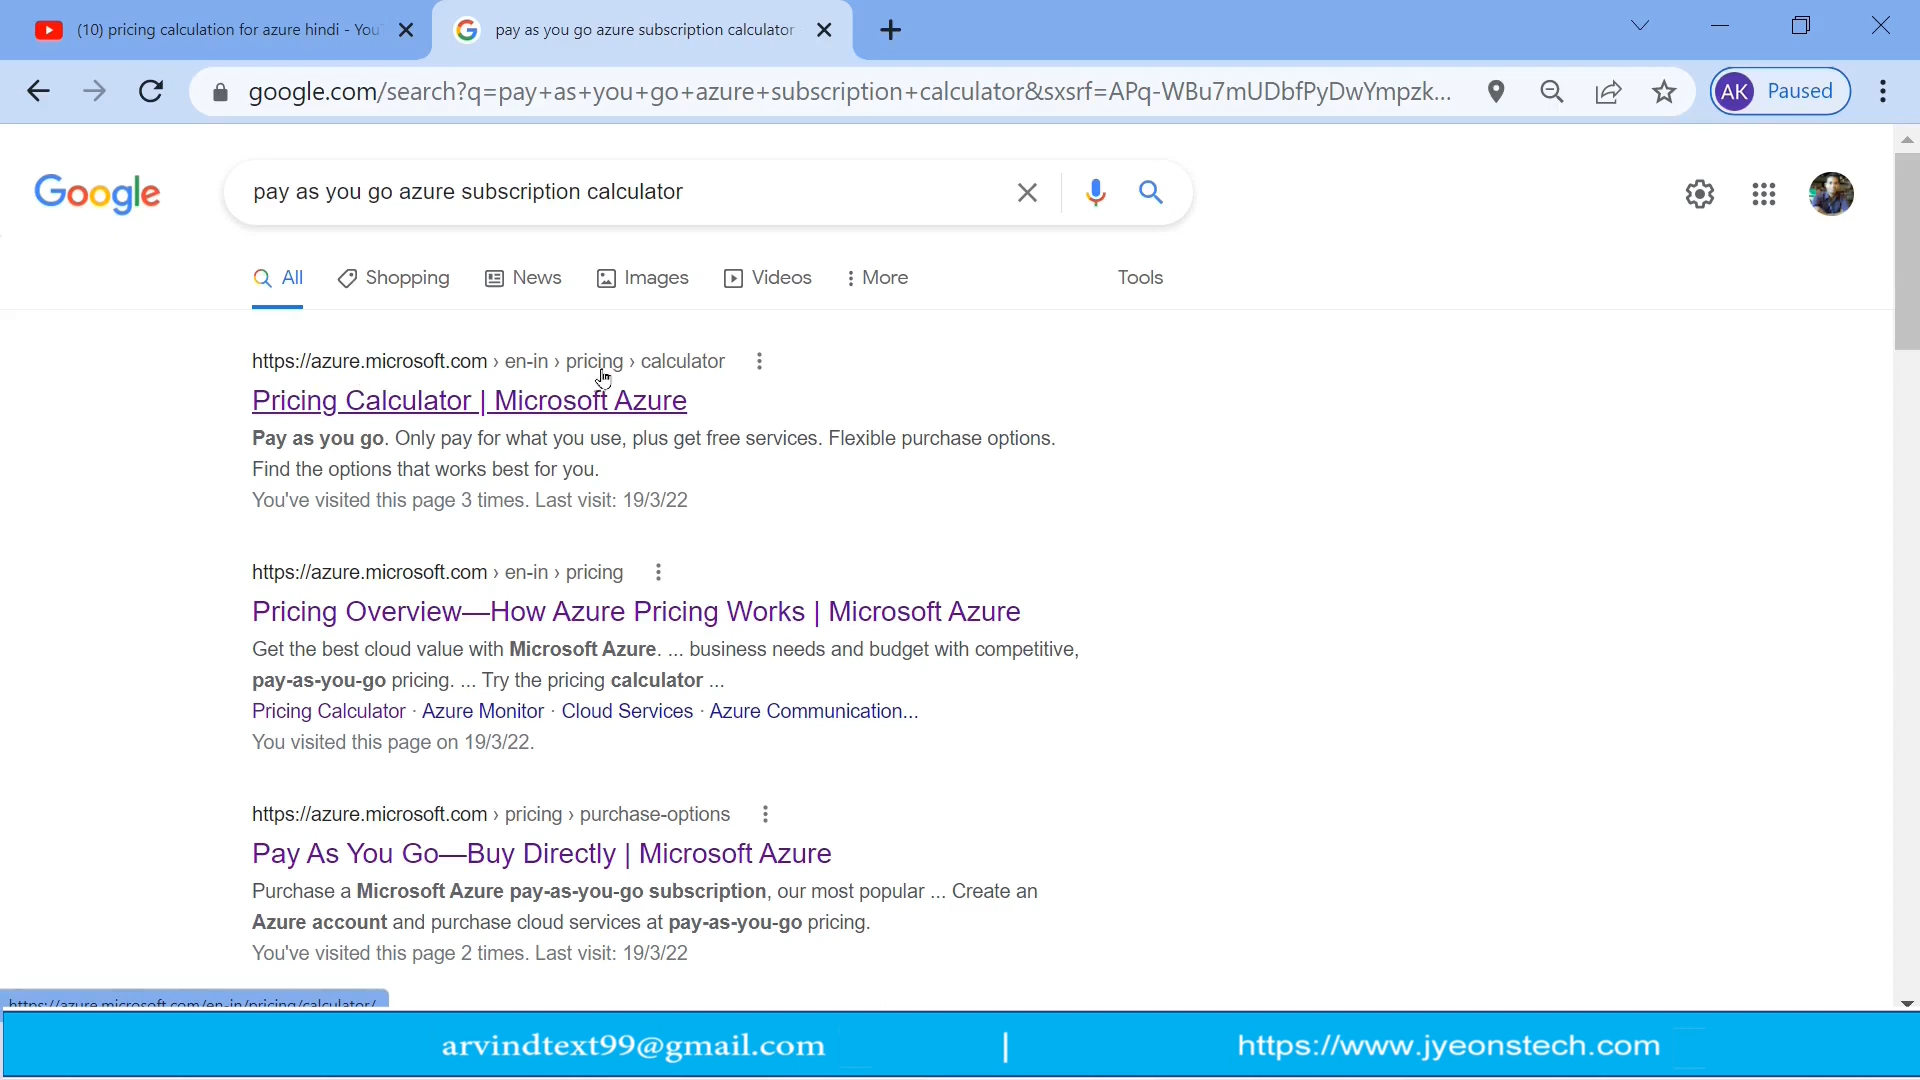 (10) pricing calculation for azure hindi - You
pay as you go azure subscription calculator
google.com/search?q=pay+as+you+go+azure+subscription+calculator&sxsrf=APq-WBu7mUDbfPyDwYmpzk...
AK Paused
Google
pay as you go azure subscription calculator
All Shopping News Images Videos More Tools
https://azure.microsoft.com › en-in › pricing › calculator
Pricing Calculator | Microsoft Azure
Pay as you go. Only pay for what you use, plus get free services. Flexible purchase options.
Find the options that works best for you.
You've visited this page 3 times. Last visit: 19/3/22
https://azure.microsoft.com › en-in › pricing
Pricing Overview—How Azure Pricing Works | Microsoft Azure
Get the best cloud value with Microsoft Azure. ... business needs and budget with competitive,
pay-as-you-go pricing. ... Try the pricing calculator ...
Pricing Calculator · Azure Monitor · Cloud Services · Azure Communication...
You visited this page on 19/3/22.
https://azure.microsoft.com › pricing › purchase-options
Pay As You Go—Buy Directly | Microsoft Azure
Purchase a Microsoft Azure pay-as-you-go subscription, our most popular ... Create an
Azure account and purchase cloud services at pay-as-you-go pricing.
You've visited this page 2 times. Last visit: 19/3/22
https://azure.microsoft.com/en-in/pricing/calculator/
arvindtext99@gmail.com | https://www.jyeonstech.com